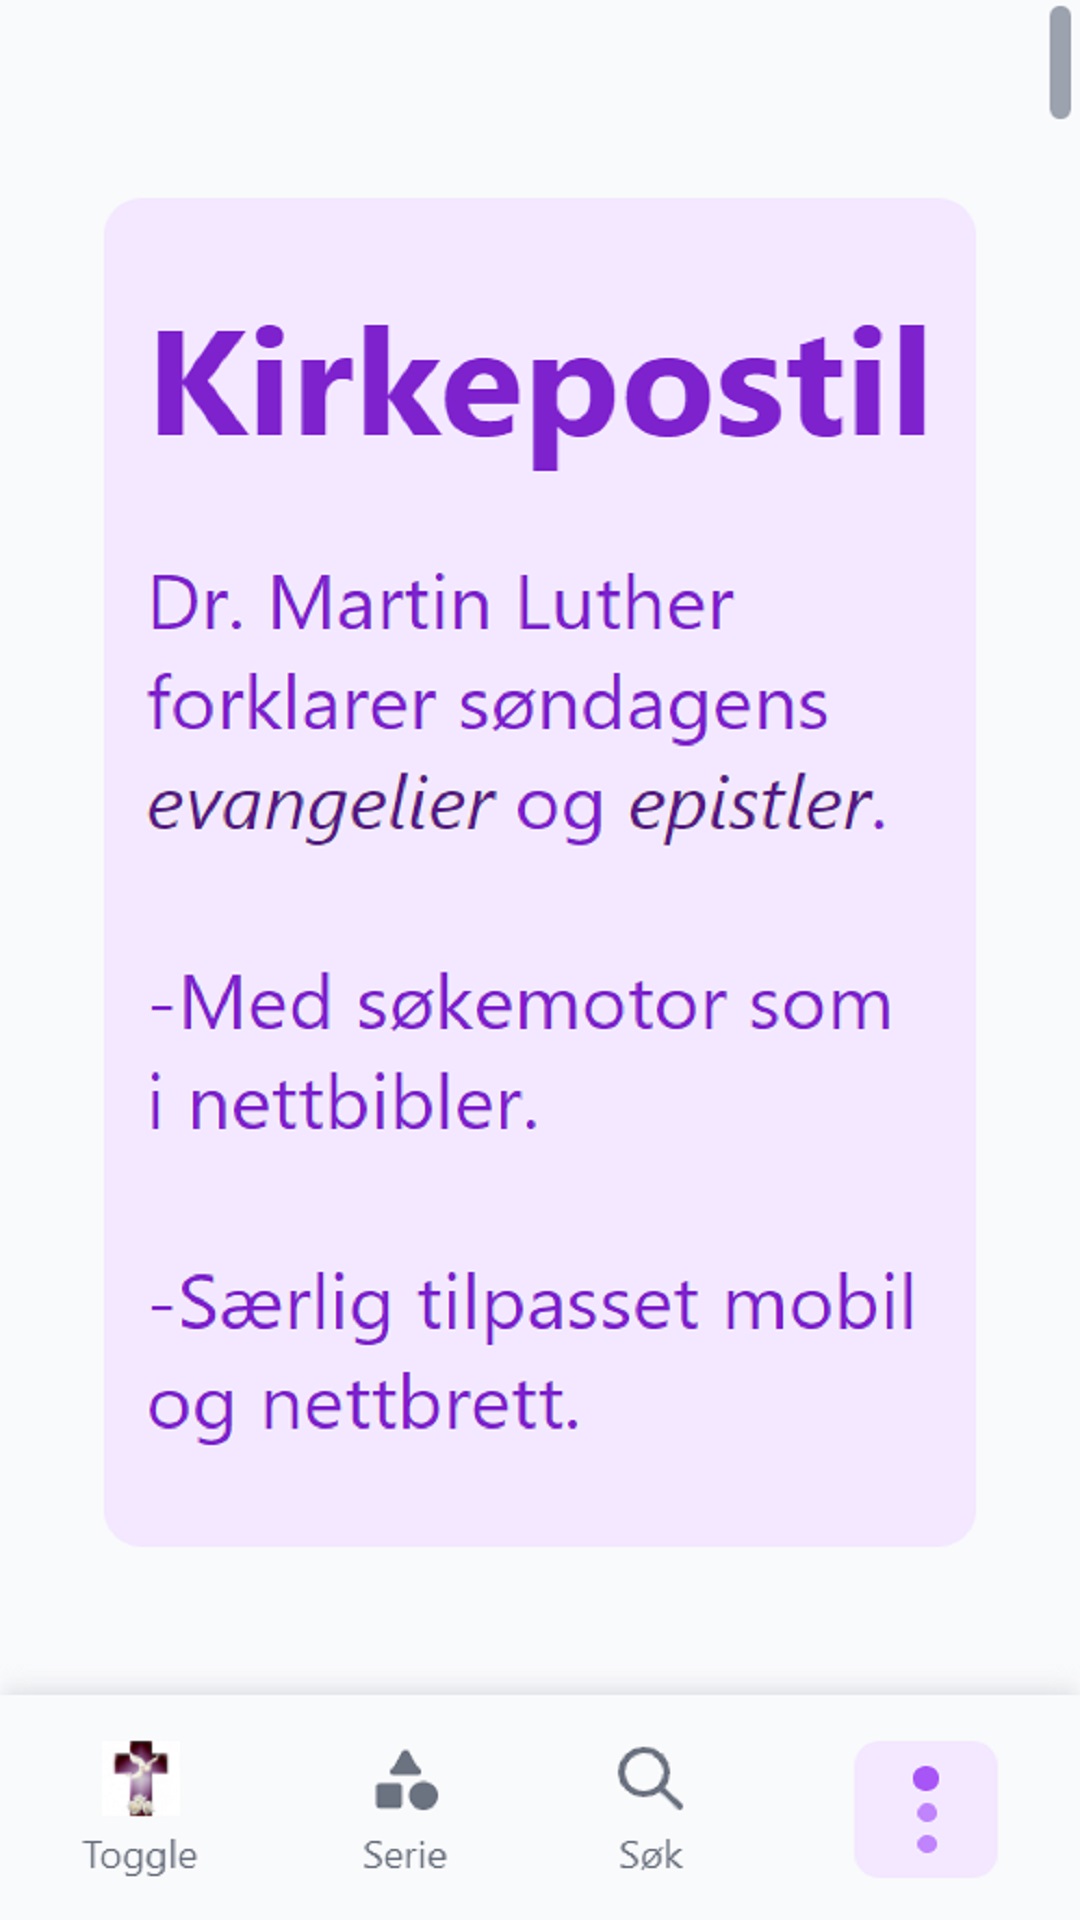 Kirkepostil
Dr. Martin Luther
forklarer søndagens
evangelier og epistler.
-Med søkemotor som
i nettbibler.
-Særlig tilpasset mobil
og nettbrett.
Toggle
Serie
Søk